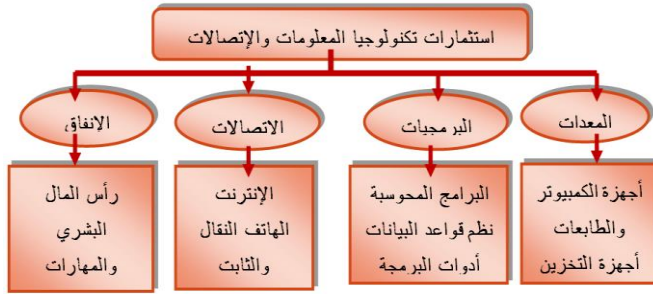 استثمارات تكنولوجيا المعلومات والإتصالات
المعدات
البرمجيات
الاتصالات
الإنفاق
أجهزة الكمبيوتر
والطابعات
أجهزة التخزين
البرامج المحوسبة
نظم قواعد البيانات
أدوات البرمجة
الإنترنت
الهاتف النقال
والثابت
رأس المال
البشري
والمهارات